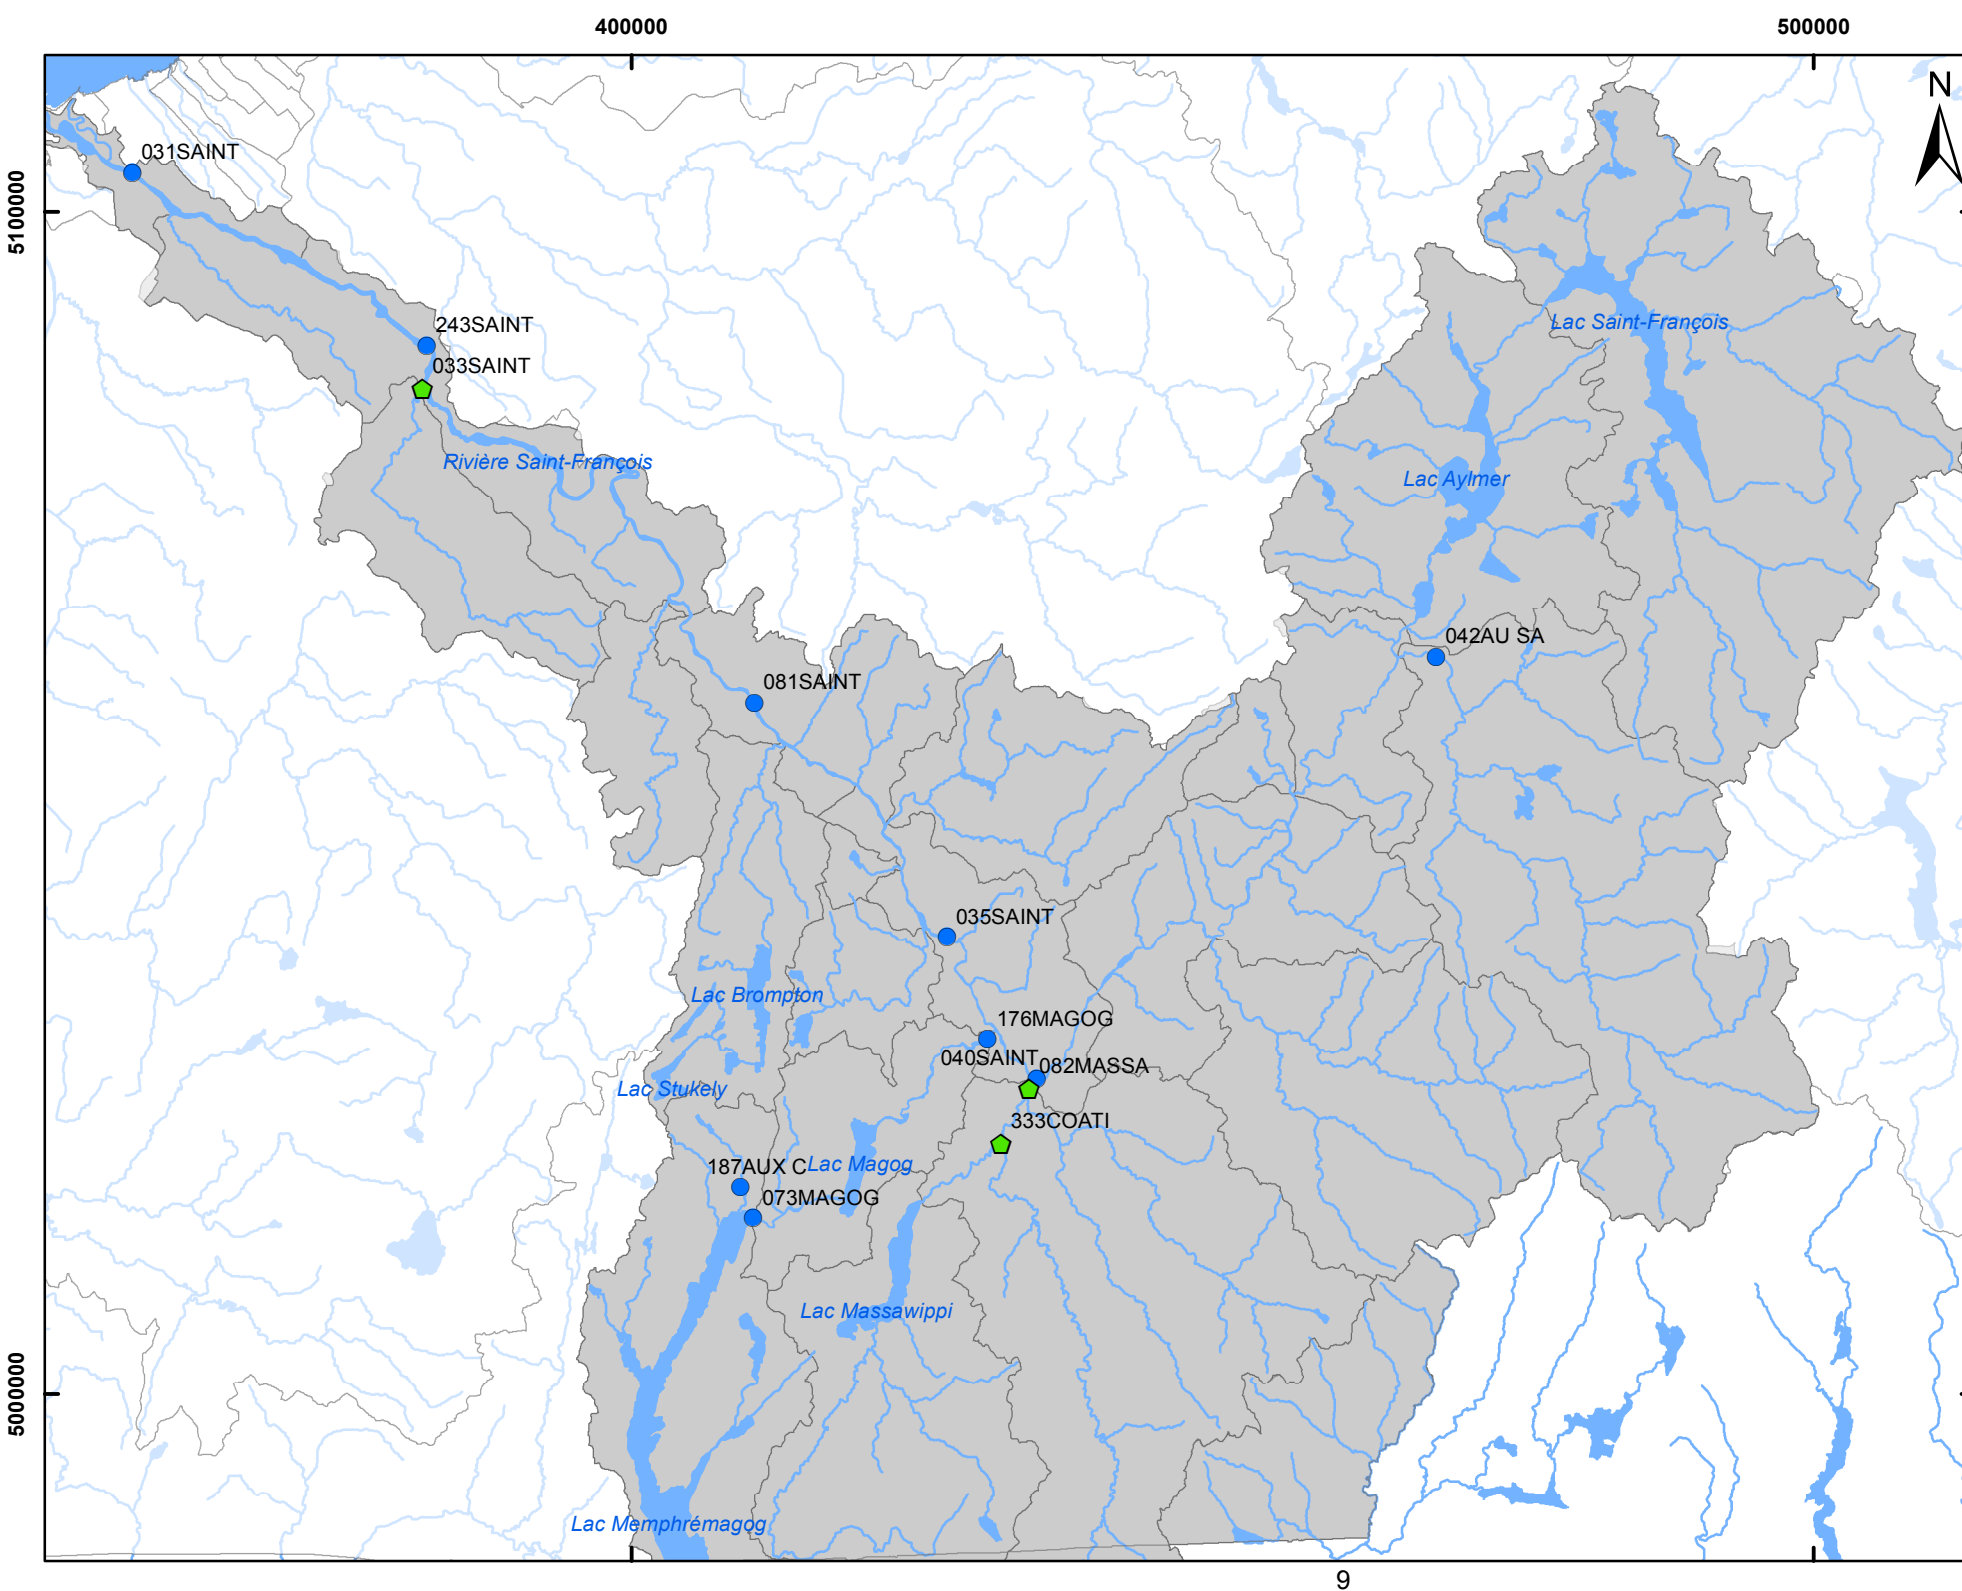 400000
500000
N
031SAINT
5100000
243SAINT
Lac Saint-François
033SAINT
Rivière Saint-François
Lac Aylmer
042AU SA
081SAINT
035SAINT
Lac Brompton
176MAGOG
040SAINT
082MASSA
Lac Stukely
333COATI
187AUX C
Lac Magog
073MAGOG
Lac Massawippi
5000000
Lac Memphrémagog
9